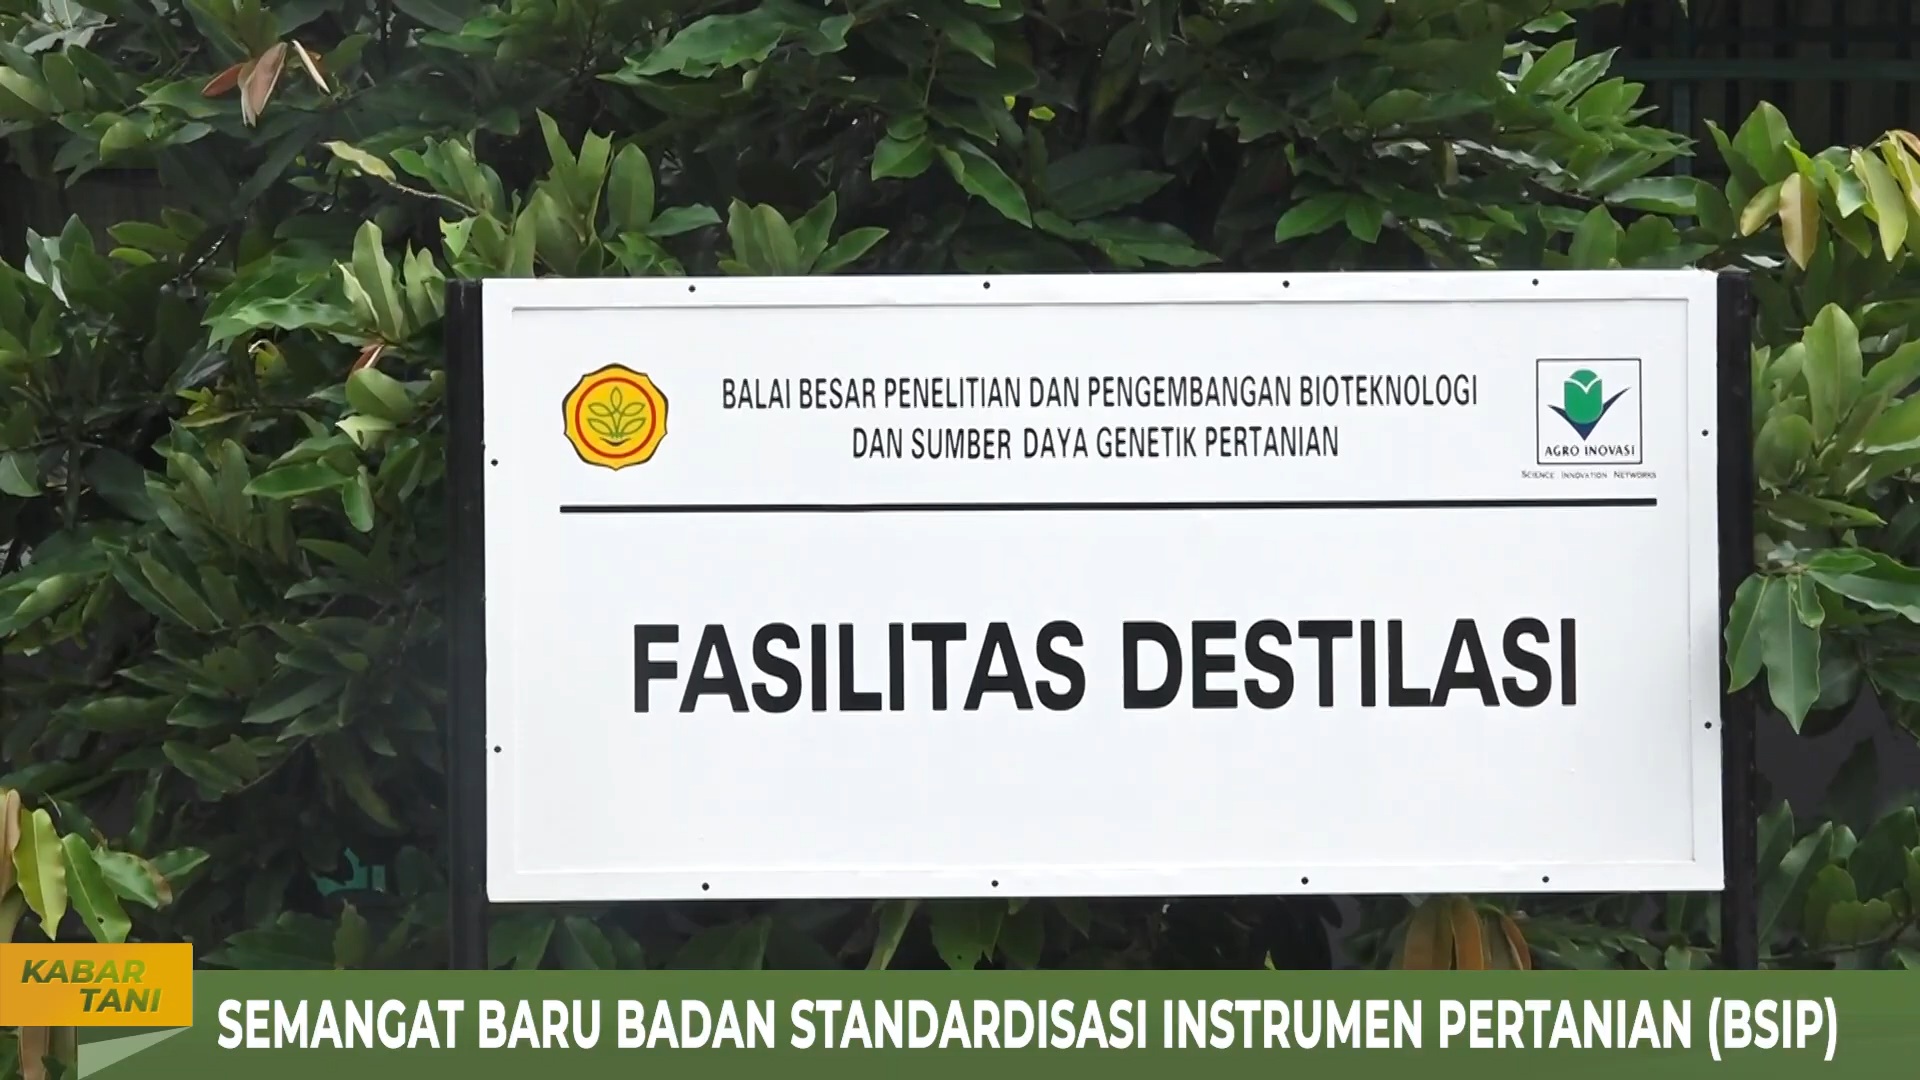 BALAI BESAR PENELITIAN DAN PENGEMBANGAN BIOTEKNOLOGI
DAN SUMBER DAYA GENETIK PERTANIAN
AGRO INOVASI
SCIENCE INNOVATION NETWORKS
FASILITAS DESTILASI
KABAR
TANI
SEMANGAT BARU BADAN STANDARDISASI INSTRUMEN PERTANIAN (BSIP)